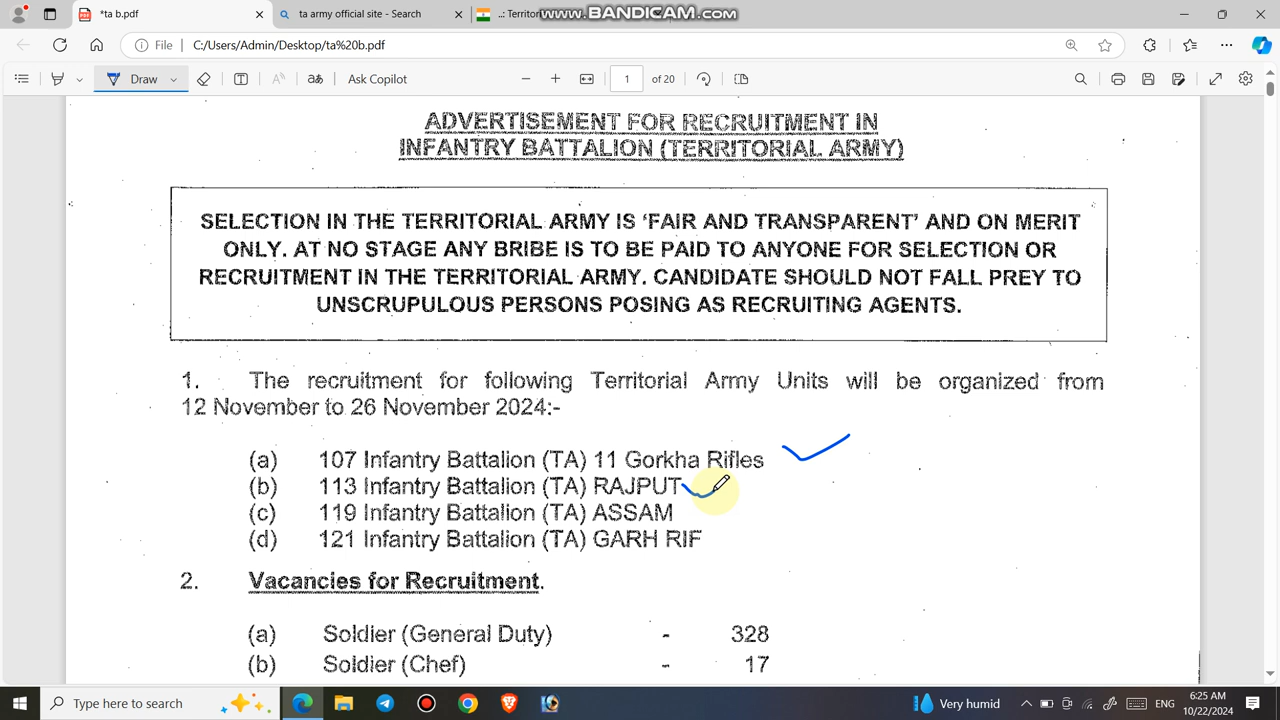 *ta b.pdf
ta army official site - Search
.: Territor
WWW.BANDICAM.COM
File
C:/Users/Admin/Desktop/ta%20b.pdf
Draw
Ask Copilot
1
of 20
ADVERTISEMENT FOR RECRUITMENT IN
INFANTRY BATTALION (TERRITORIAL ARMY)
SELECTION IN THE TERRITORIAL ARMY IS 'FAIR AND TRANSPARENT' AND ON MERIT
ONLY. AT NO STAGE ANY BRIBE IS TO BE PAID TO ANYONE FOR SELECTION OR
RECRUITMENT IN THE TERRITORIAL ARMY. CANDIDATE SHOULD NOT FALL PREY TO
UNSCRUPULOUS PERSONS POSING AS RECRUITING AGENTS.
1. The recruitment for following Territorial Army Units will be organized from
12 November to 26 November 2024:-
(a) 107 Infantry Battalion (TA) 11 Gorkha Rifles
(b) 113 Infantry Battalion (TA) RAJPUT
(c) 119 Infantry Battalion (TA) ASSAM
(d) 121 Infantry Battalion (TA) GARH RIF
2. Vacancies for Recruitment.
(a) Soldier (General Duty) - 328
(b) Soldier (Chef) - 17
Type here to search
Very humid
6:25 AM
10/22/2024